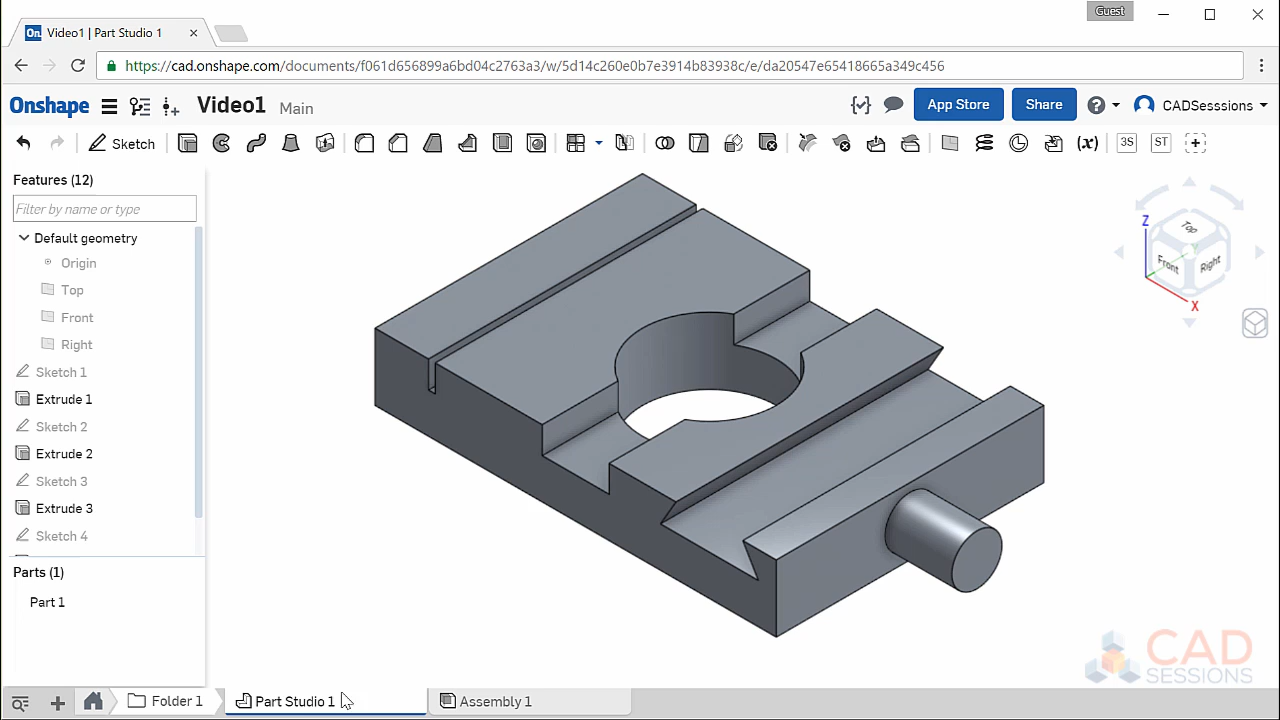 Guest
On Video1 | Part Studio 1
https://cad.onshape.com/documents/f061d656899a6bd04c2763a3/w/5d14c260e0b7e3914b83938c/e/da20547e65418665a349c456
Onshape Video1 Main App Store Share CADSesssions
Sketch (x) 3S ST
Features (12)
Filter by name or type
Default geometry
Origin
Top
Front
Right
Sketch 1
Extrude 1
Sketch 2
Extrude 2
Sketch 3
Extrude 3
Sketch 4
Parts (1)
Part 1
Z
Top
Y
Front Right
X
CAD
SESSIONS
Folder 1 Part Studio 1 Assembly 1